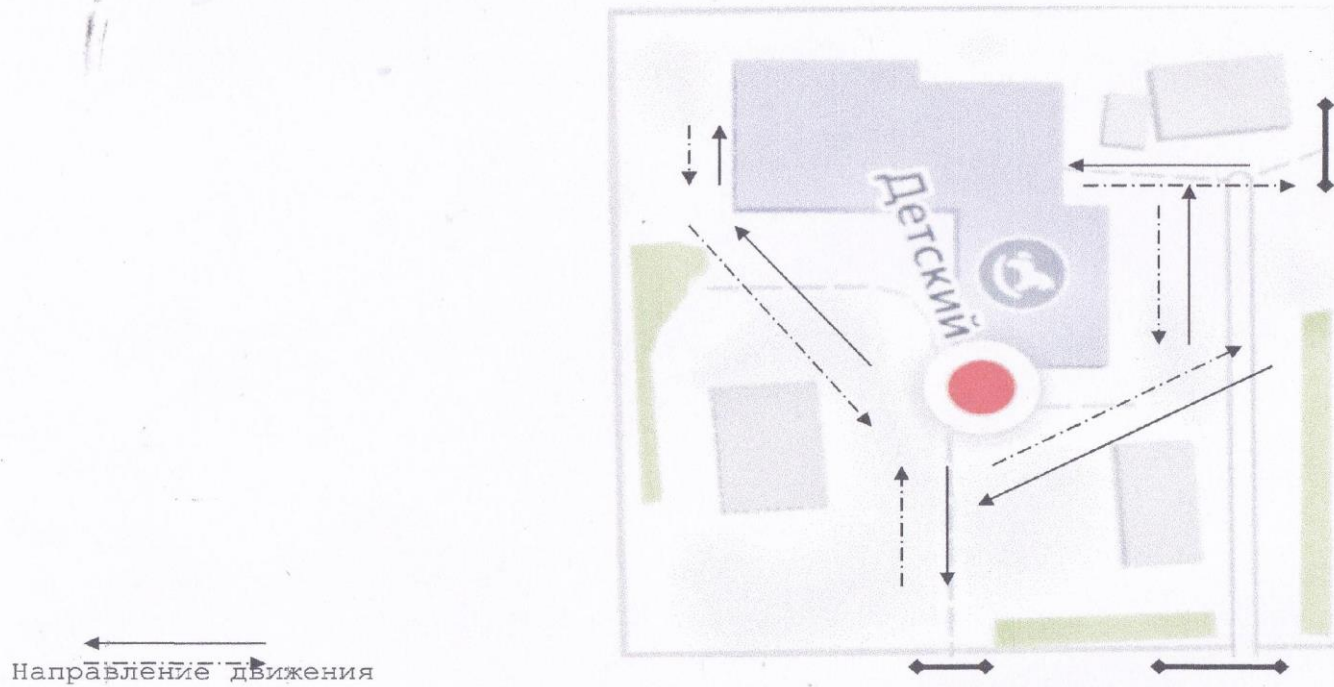 Детский
Направление движения